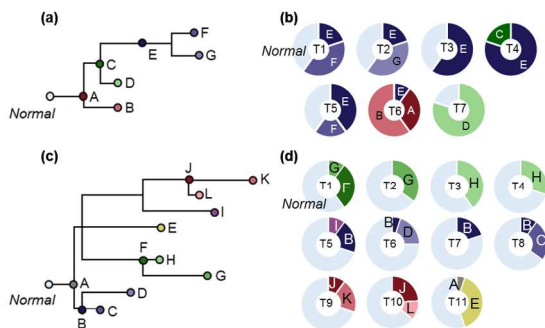 (a)
F
E
G
C
D
A
B
Normal
(b)
Normal
E
T1
F
E
T2
G
T3
E
C
T4
E
T5
E
F
E
T6
A
B
T7
D
(c)
J
K
L
I
E
F
H
G
A
D
B
C
Normal
(d)
Normal
G
T1
F
T2
G
T3
H
T4
H
T5
I
B
B
T6
D
T7
B
T8
B
C
T9
J
K
T10
J
L
A
T11
E